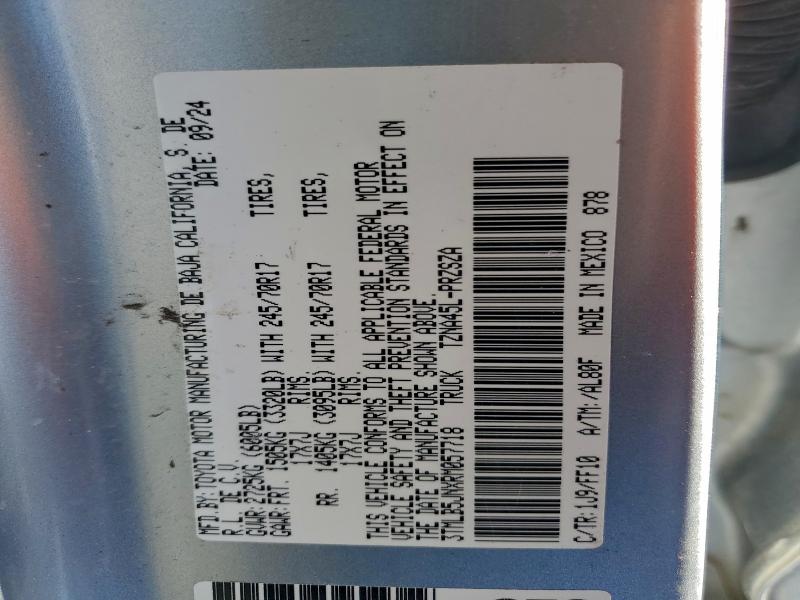 MFD.BY: TOYOTA MOTOR MANUFACTURING DE BAJA CALIFORNIA, S. DE
R.L. DE C.V. DATE: 09/24
GVWR: 2725KG (6005LB)
GAWR: FRT. 1505KG (3320LB) WITH 245/70R17 TIRES,
17X7J RIMS.
RR. 1405KG (3095LB) WITH 245/70R17 TIRES,
17X7J RIMS.
THIS VEHICLE CONFORMS TO ALL APPLICABLE FEDERAL MOTOR
VEHICLE SAFETY AND THEFT PREVENTION STANDARDS IN EFFECT ON
THE DATE OF MANUFACTURE SHOWN ABOVE.
3TMLB5JNXRM057718 TRUCK TZNA45L-PRZSZA
C/TR:1J9/FF10 A/TM:/AL80F MADE IN MEXICO 878